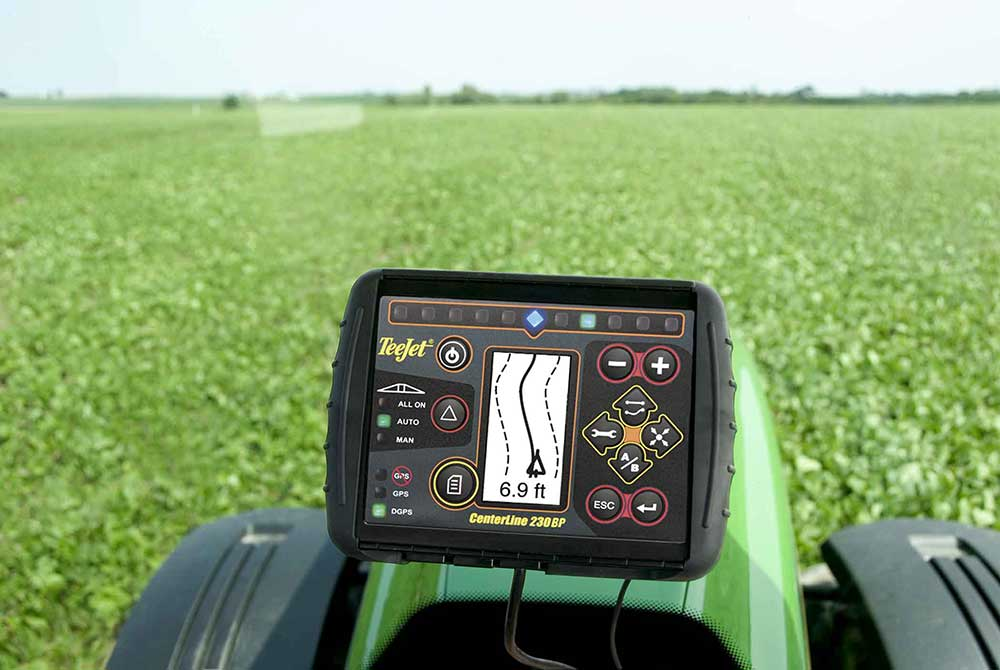 TeeJet®
ALL ON
AUTO
MAN
GPS
GPS
DGPS
6.9 ft
A/B
ESC
CenterLine 230BP